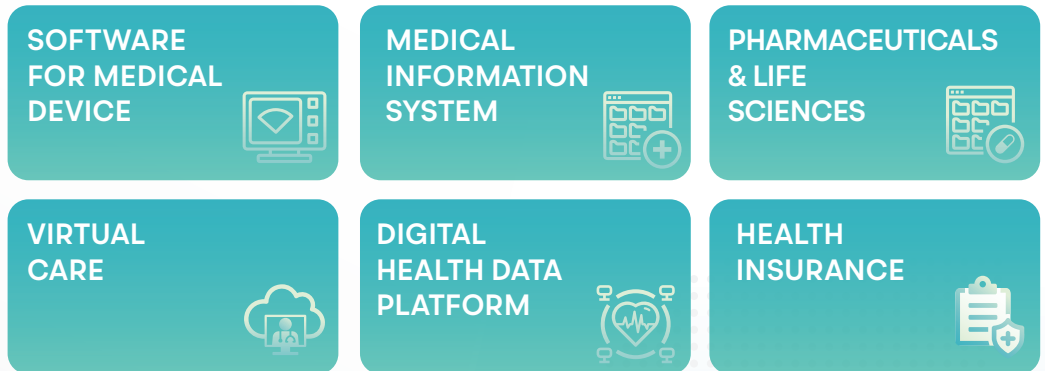 SOFTWARE
FOR MEDICAL
DEVICE
MEDICAL
INFORMATION
SYSTEM
PHARMACEUTICALS
& LIFE
SCIENCES
VIRTUAL
CARE
DIGITAL
HEALTH DATA
PLATFORM
HEALTH
INSURANCE